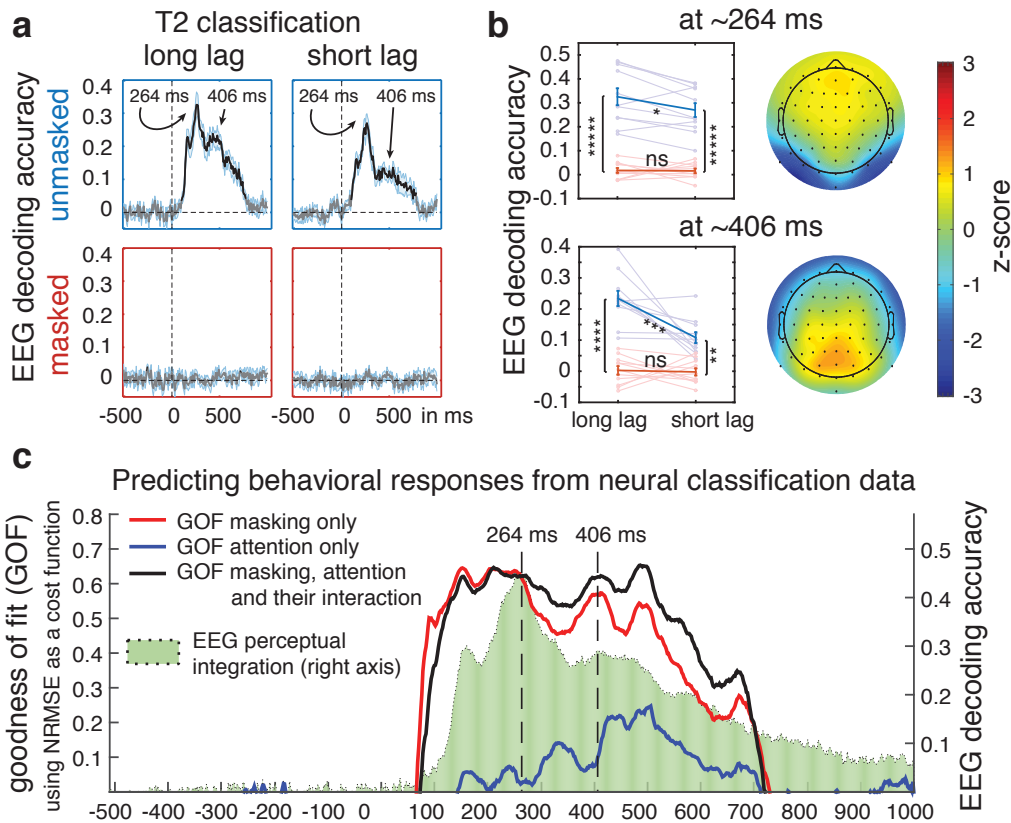 a
T2 classification
long lag
short lag
EEG decoding accuracy
unmasked
masked
0.4
0.3
0.2
0.1
0
264 ms
406 ms
264 ms
406 ms
0.4
0.3
0.2
0.1
0
-500 0 500
-500 0 500 in ms
b
at ~264 ms
EEG decoding accuracy
0.5
0.4
0.3
0.2
0.1
0
-0.1
*****
*
ns
*****
at ~406 ms
0.4
0.3
0.2
0.1
0
-0.1
****
***
ns
**
long lag short lag
3
2
1
0
-1
-2
-3
z-score
c
Predicting behavioral responses from neural classification data
goodness of fit (GOF)
using NRMSE as a cost function
0.8
0.7
0.6
0.5
0.4
0.3
0.2
0.1
GOF masking only
GOF attention only
GOF masking, attention
and their interaction
EEG perceptual
integration (right axis)
264 ms
406 ms
0.5
0.4
0.3
0.2
0.1
EEG decoding accuracy
-500 -400 -300 -200 -100 0 100 200 300 400 500 600 700 800 900 1000